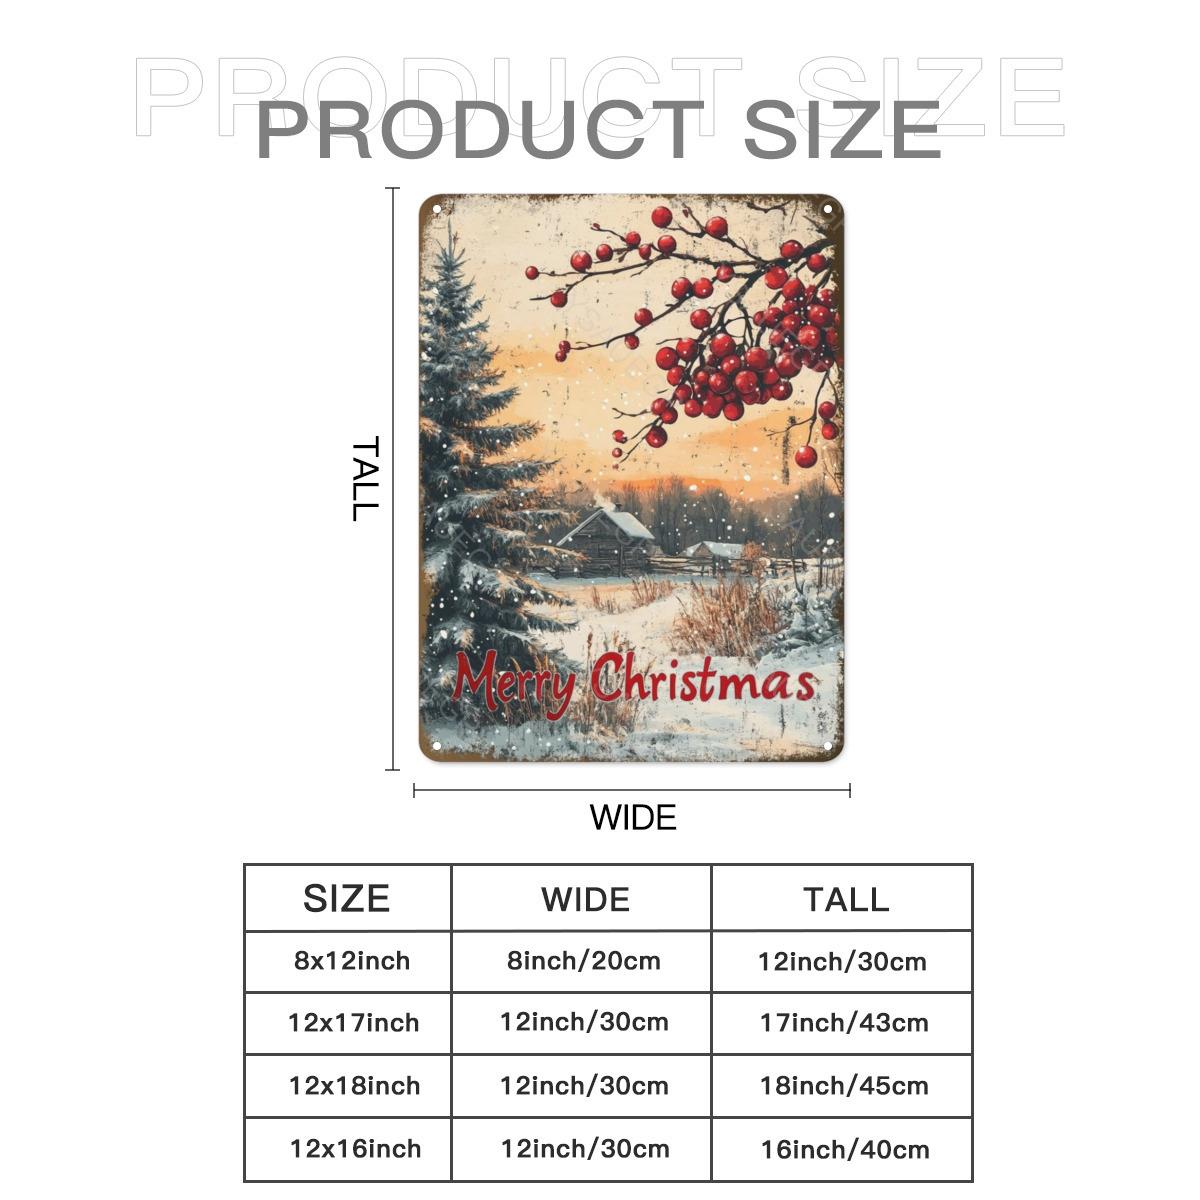 PRODUCT SIZE
PRODUCT SIZE
TALL
Merry Christmas
WIDE
SIZE WIDE TALL
8x12inch 8inch/20cm 12inch/30cm
12x17inch 12inch/30cm 17inch/43cm
12x18inch 12inch/30cm 18inch/45cm
12x16inch 12inch/30cm 16inch/40cm